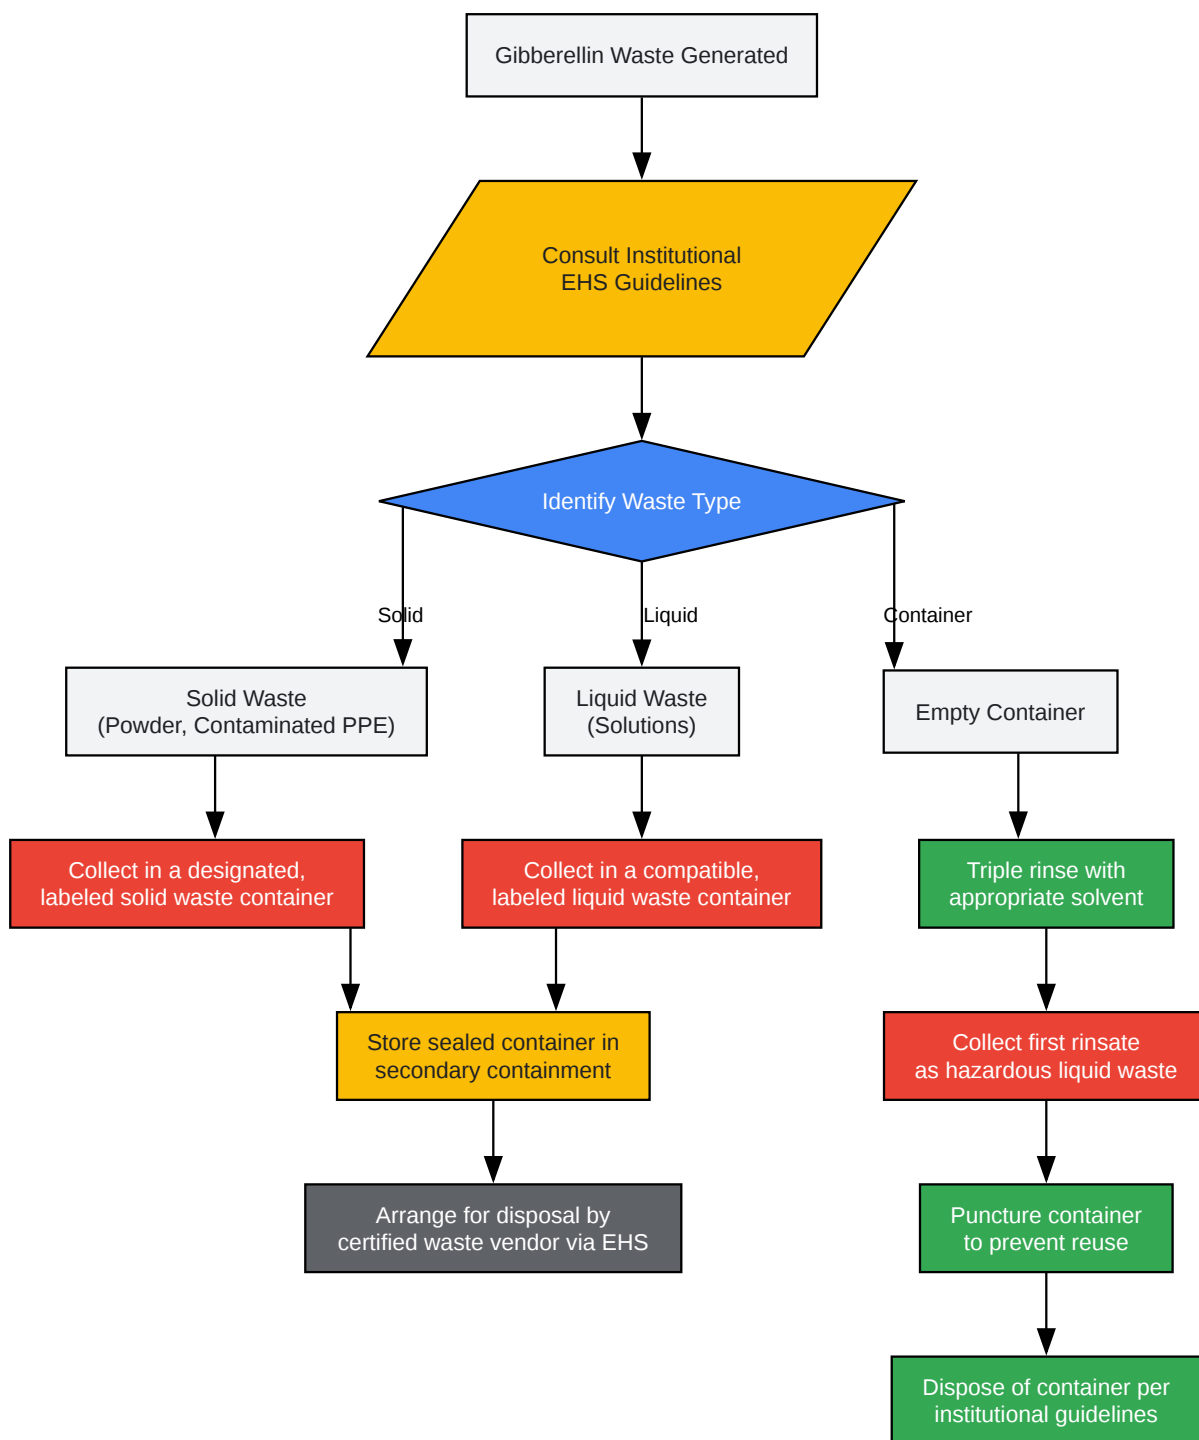 Gibberellin Waste Generated
Consult Institutional
EHS Guidelines
Identify Waste Type
Solid
Liquid
Container
Solid Waste
(Powder, Contaminated PPE)
Liquid Waste
(Solutions)
Empty Container
Collect in a designated,
labeled solid waste container
Collect in a compatible,
labeled liquid waste container
Triple rinse with
appropriate solvent
Store sealed container in
secondary containment
Collect first rinsate
as hazardous liquid waste
Arrange for disposal by
certified waste vendor via EHS
Puncture container
to prevent reuse
Dispose of container per
institutional guidelines